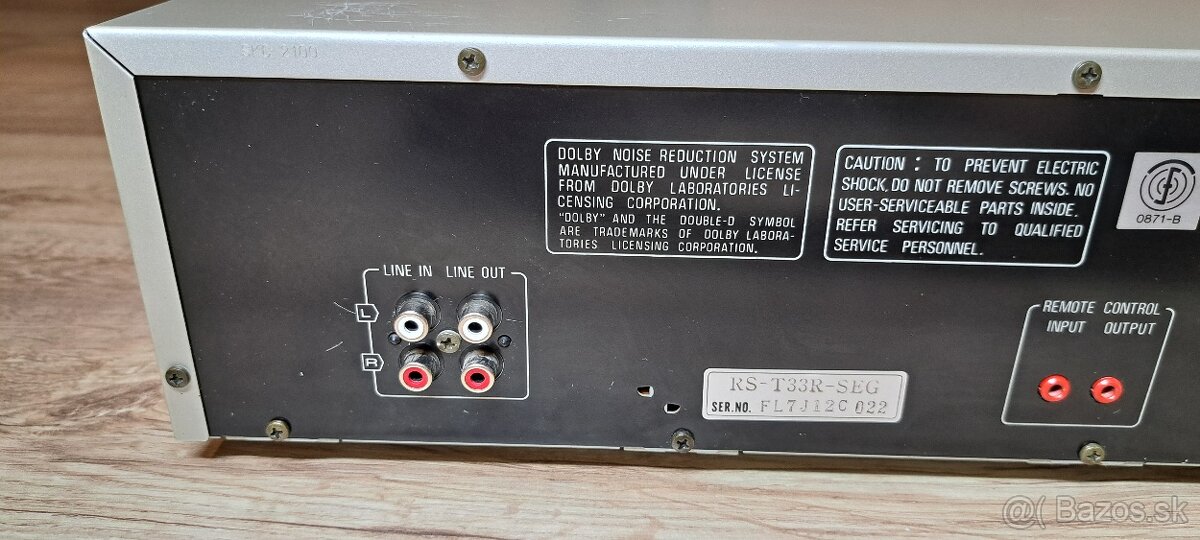 SKC 2100
DOLBY NOISE REDUCTION SYSTEM
MANUFACTURED UNDER LICENSE
FROM DOLBY LABORATORIES LI-
CENSING CORPORATION.
"DOLBY" AND THE DOUBLE-D SYMBOL
ARE TRADEMARKS OF DOLBY LABORA-
TORIES LICENSING CORPORATION.
CAUTION : TO PREVENT ELECTRIC
SHOCK, DO NOT REMOVE SCREWS. NO
USER-SERVICEABLE PARTS INSIDE.
REFER SERVICING TO QUALIFIED
SERVICE PERSONNEL.
0871-B
LINE IN LINE OUT
L
R
REMOTE CONTROL
INPUT OUTPUT
RS-T33R-SEG
SER.NO. FL7J12C022
@( Bazos.sk